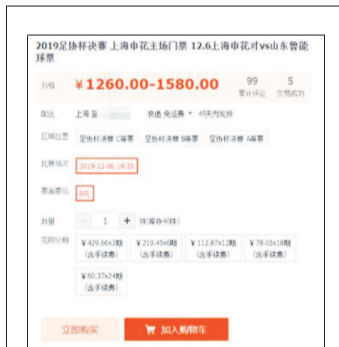 2019足协杯决赛 上海申花主场门票 12.6上海申花对vs山东鲁能
球票
价格 ¥1260.00-1580.00 99 5
累计评论 交易成功
配送 上海 至 快递 免运费 45天内发货
区域位置 足协杯决赛 C等票 足协杯决赛 B等票 足协杯决赛 A等票
比赛场次 2019-12-06 19:35
票面票价 0元
数量 - 1 + 件(库存40件)
花呗分期 ¥429.66x3期 ¥219.45x6期 ¥112.87x12期 ¥78.05x18期
(含手续费) (含手续费) (含手续费) (含手续费)
¥60.37x24期
(含手续费)
立即购买 加入购物车